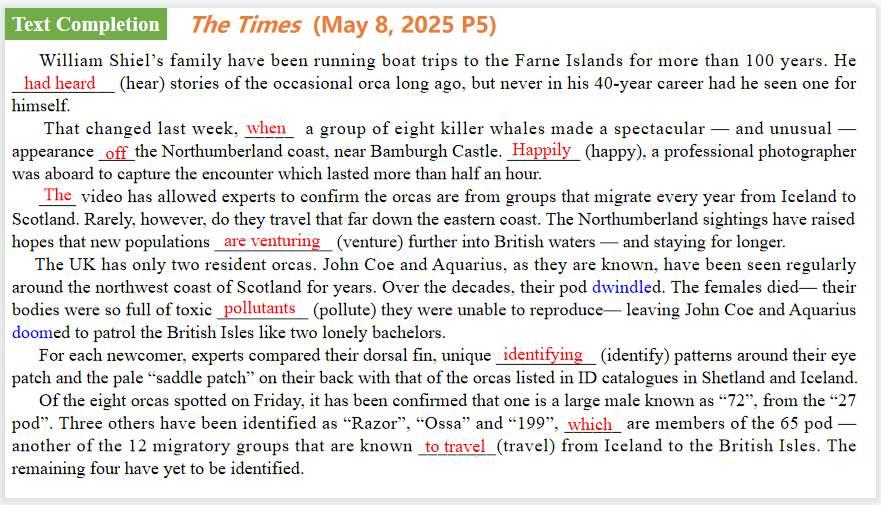 Text Completion The Times (May 8, 2025 P5)
William Shiel’s family have been running boat trips to the Farne Islands for more than 100 years. He
had heard (hear) stories of the occasional orca long ago, but never in his 40-year career had he seen one for
himself.
That changed last week, when a group of eight killer whales made a spectacular — and unusual —
appearance off the Northumberland coast, near Bamburgh Castle. Happily (happy), a professional photographer
was aboard to capture the encounter which lasted more than half an hour.
The video has allowed experts to confirm the orcas are from groups that migrate every year from Iceland to
Scotland. Rarely, however, do they travel that far down the eastern coast. The Northumberland sightings have raised
hopes that new populations are venturing (venture) further into British waters — and staying for longer.
The UK has only two resident orcas. John Coe and Aquarius, as they are known, have been seen regularly
around the northwest coast of Scotland for years. Over the decades, their pod dwindled. The females died— their
bodies were so full of toxic pollutants (pollute) they were unable to reproduce— leaving John Coe and Aquarius
doomed to patrol the British Isles like two lonely bachelors.
For each newcomer, experts compared their dorsal fin, unique identifying (identify) patterns around their eye
patch and the pale “saddle patch” on their back with that of the orcas listed in ID catalogues in Shetland and Iceland.
Of the eight orcas spotted on Friday, it has been confirmed that one is a large male known as “72”, from the “27
pod”. Three others have been identified as “Razor”, “Ossa” and “199”, which are members of the 65 pod —
another of the 12 migratory groups that are known to travel (travel) from Iceland to the British Isles. The
remaining four have yet to be identified.